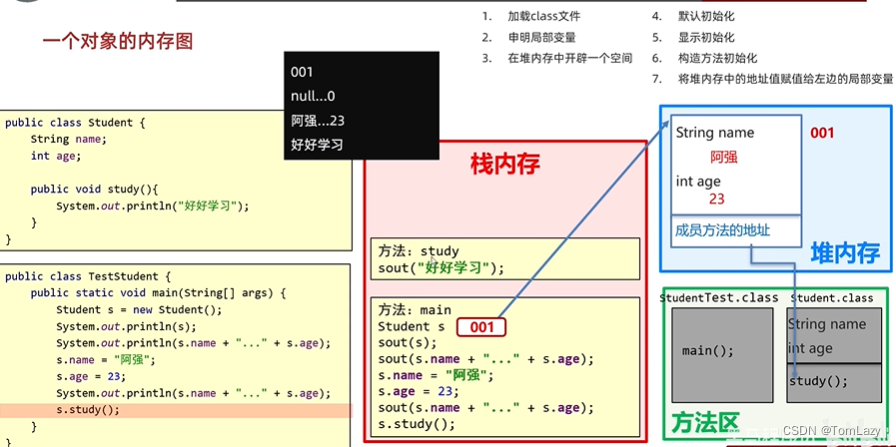 一个对象的内存图
1. 加载class文件
2. 申明局部变量
3. 在堆内存中开辟一个空间
4. 默认初始化
5. 显示初始化
6. 构造方法初始化
7. 将堆内存中的地址值赋值给左边的局部变量
001
null...0
阿强...23
好好学习
public class Student {
String name;
int age;
public void study(){
System.out.println("好好学习");
}
}
public class TestStudent {
public static void main(String[] args) {
Student s = new Student();
System.out.println(s);
System.out.println(s.name + "..." + s.age);
s.name = "阿强";
s.age = 23;
System.out.println(s.name + "..." + s.age);
s.study();
}
}
栈内存
方法：study
sout("好好学习");
方法：main
Student s 001
sout(s);
sout(s.name + "..." + s.age);
s.name = "阿强";
s.age = 23;
sout(s.name + "..." + s.age);
s.study();
String name
阿强
int age
23
成员方法的地址
001
堆内存
StudentTest.class
main();
Student.class
String name
int age
study();
方法区
CSDN @TomLazy